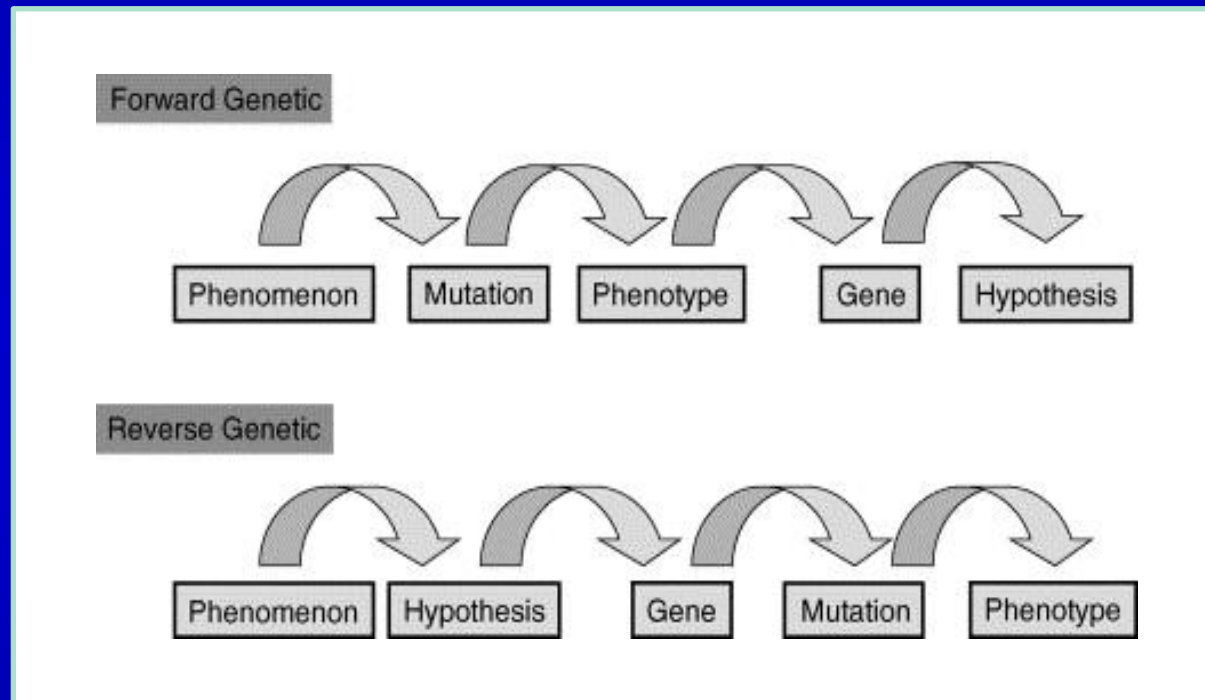 Forward Genetic
Phenomenon Mutation Phenotype Gene Hypothesis
Reverse Genetic
Phenomenon Hypothesis Gene Mutation Phenotype